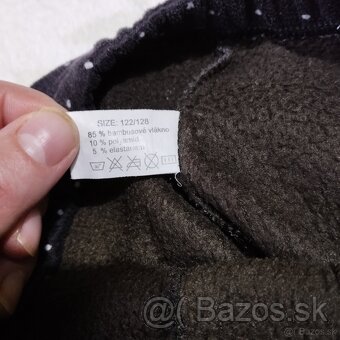 SIZE: 122/128
85 % bambusové vlákno
10 % polyamid
5 % elastan
Bazos.sk